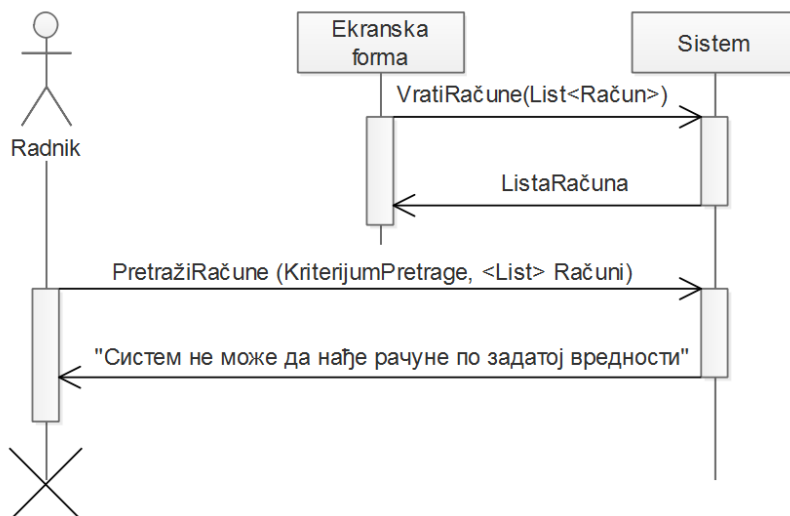 Ekranska
forma
Sistem
VratiRačune(List<Račun>)
Radnik
ListaRačuna
PretražiRačune (KriterijumPretrage, <List> Računi)
"Систем не може да нађе рачуне по задатој вредности"